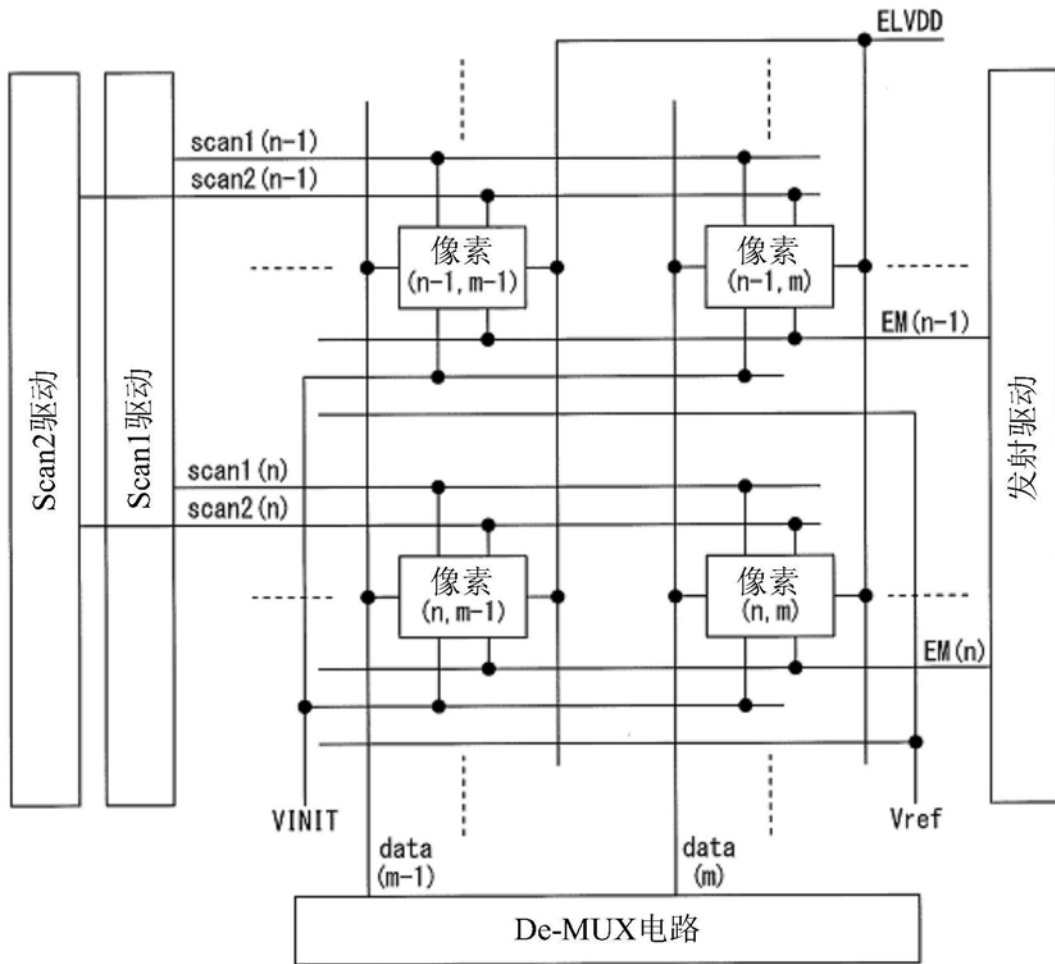 ELVDD
scan1(n-1)
scan2(n-1)
像素
(n-1,m-1)
像素
(n-1,m)
EM(n-1)
Scan2驱动
Scan1驱动
发射驱动
scan1(n)
scan2(n)
像素
(n,m-1)
像素
(n,m)
EM(n)
VINIT
Vref
data
(m-1)
data
(m)
De-MUX电路